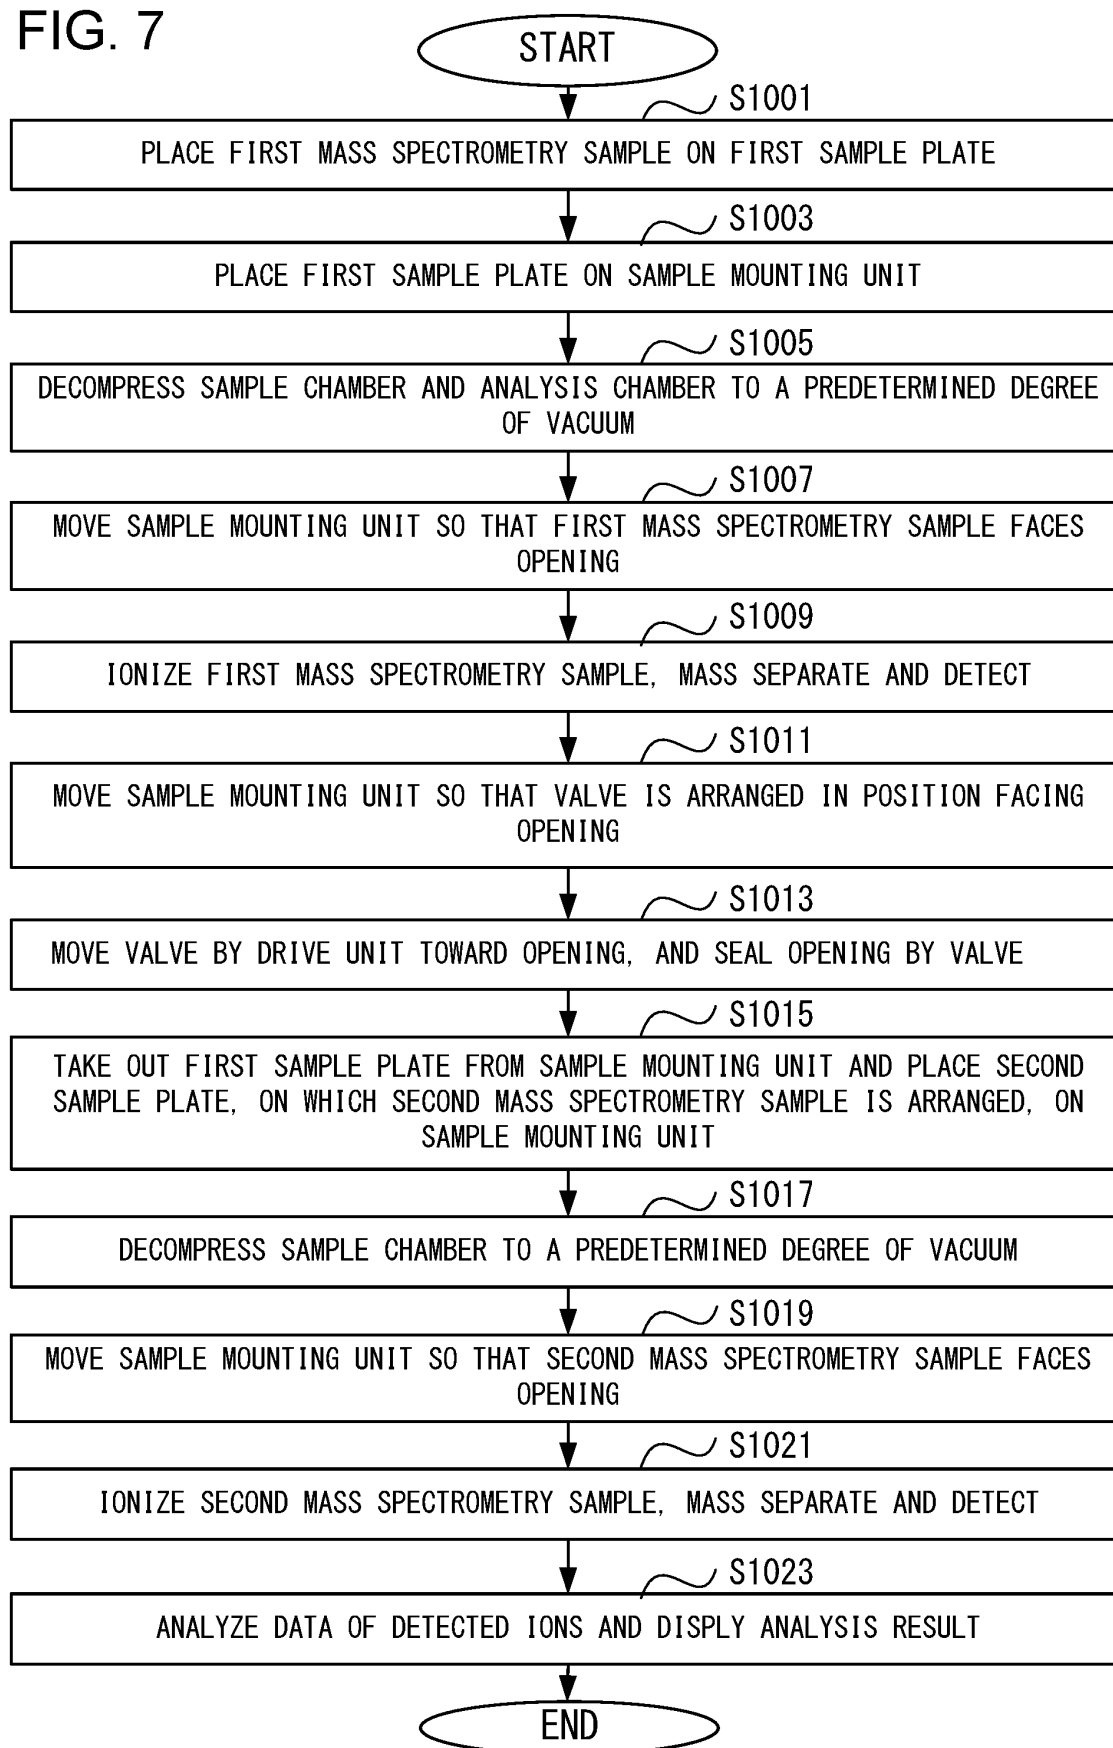 FIG. 7
START
S1001
PLACE FIRST MASS SPECTROMETRY SAMPLE ON FIRST SAMPLE PLATE
S1003
PLACE FIRST SAMPLE PLATE ON SAMPLE MOUNTING UNIT
S1005
DECOMPRESS SAMPLE CHAMBER AND ANALYSIS CHAMBER TO A PREDETERMINED DEGREE
OF VACUUM
S1007
MOVE SAMPLE MOUNTING UNIT SO THAT FIRST MASS SPECTROMETRY SAMPLE FACES
OPENING
S1009
IONIZE FIRST MASS SPECTROMETRY SAMPLE, MASS SEPARATE AND DETECT
S1011
MOVE SAMPLE MOUNTING UNIT SO THAT VALVE IS ARRANGED IN POSITION FACING
OPENING
S1013
MOVE VALVE BY DRIVE UNIT TOWARD OPENING, AND SEAL OPENING BY VALVE
S1015
TAKE OUT FIRST SAMPLE PLATE FROM SAMPLE MOUNTING UNIT AND PLACE SECOND
SAMPLE PLATE, ON WHICH SECOND MASS SPECTROMETRY SAMPLE IS ARRANGED, ON
SAMPLE MOUNTING UNIT
S1017
DECOMPRESS SAMPLE CHAMBER TO A PREDETERMINED DEGREE OF VACUUM
S1019
MOVE SAMPLE MOUNTING UNIT SO THAT SECOND MASS SPECTROMETRY SAMPLE FACES
OPENING
S1021
IONIZE SECOND MASS SPECTROMETRY SAMPLE, MASS SEPARATE AND DETECT
S1023
ANALYZE DATA OF DETECTED IONS AND DISPLY ANALYSIS RESULT
END